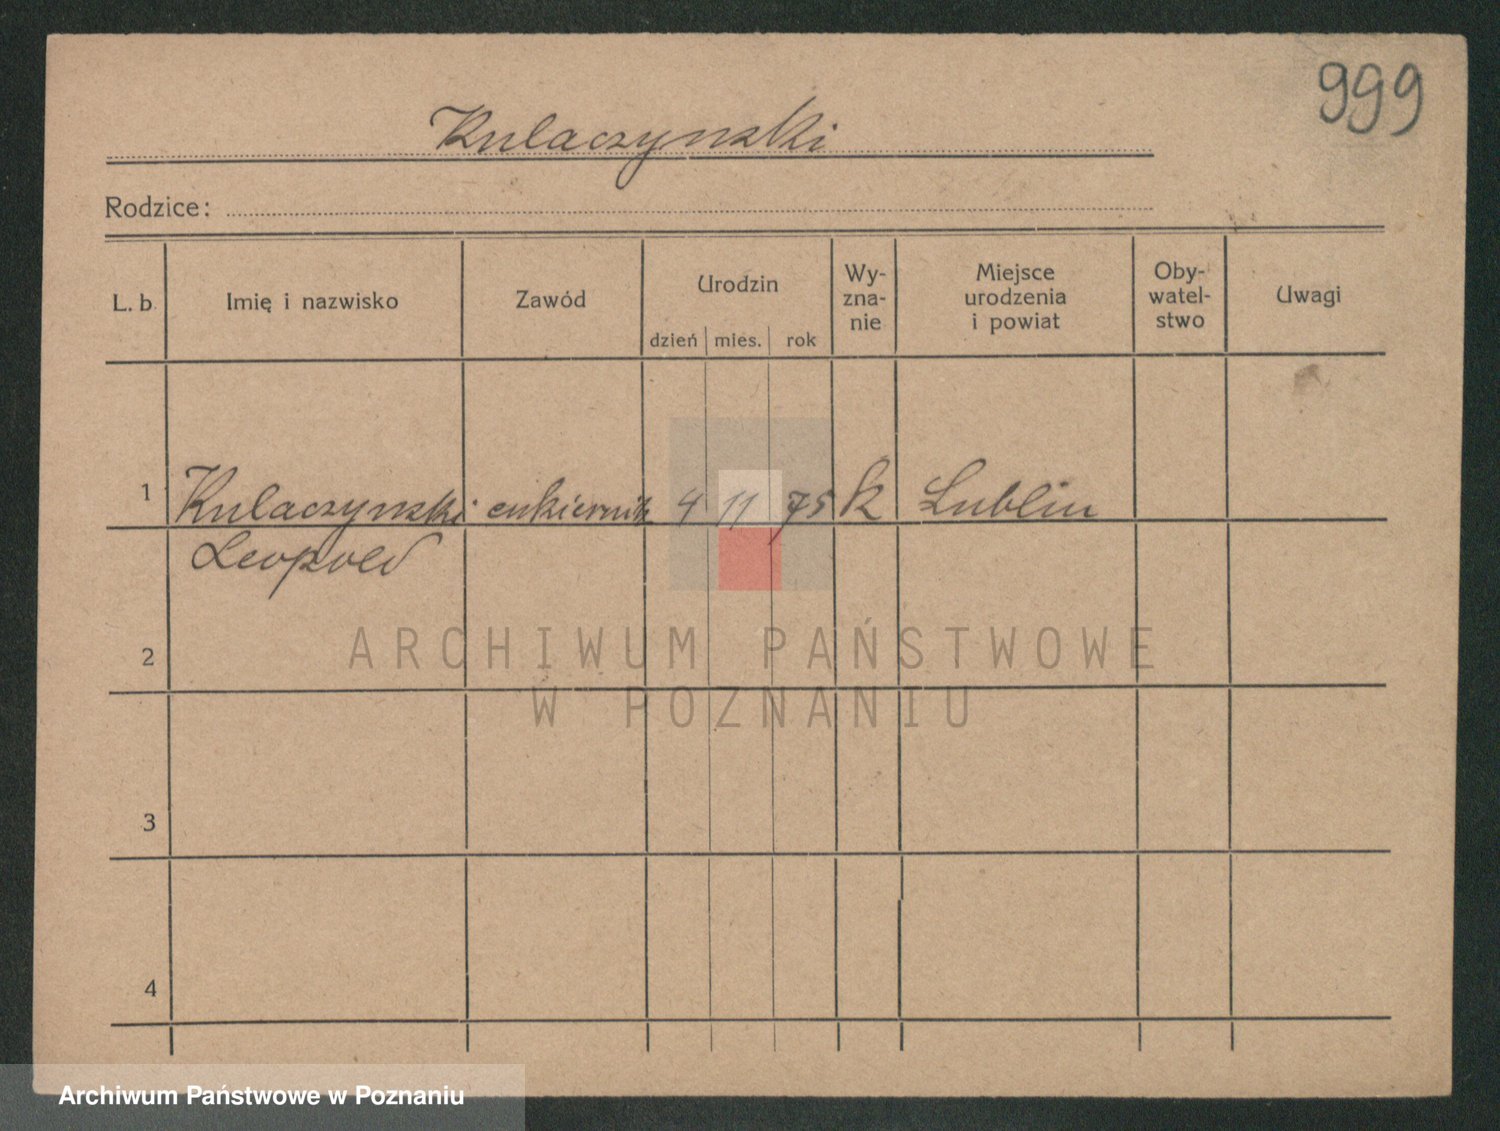 999
Kulaczynski
Rodzice:
L. b. Imię i nazwisko Zawód Urodzin dzień mies. rok Wy-zna-nie Miejsce urodzenia i powiat Oby-watel-stwo Uwagi
1 Kulaczynski cukiernik 4 11 75 k Lublin
Leopold
2
ARCHIWUM PAŃSTWOWE
W POZNANIU
3
4
Archiwum Państwowe w Poznaniu